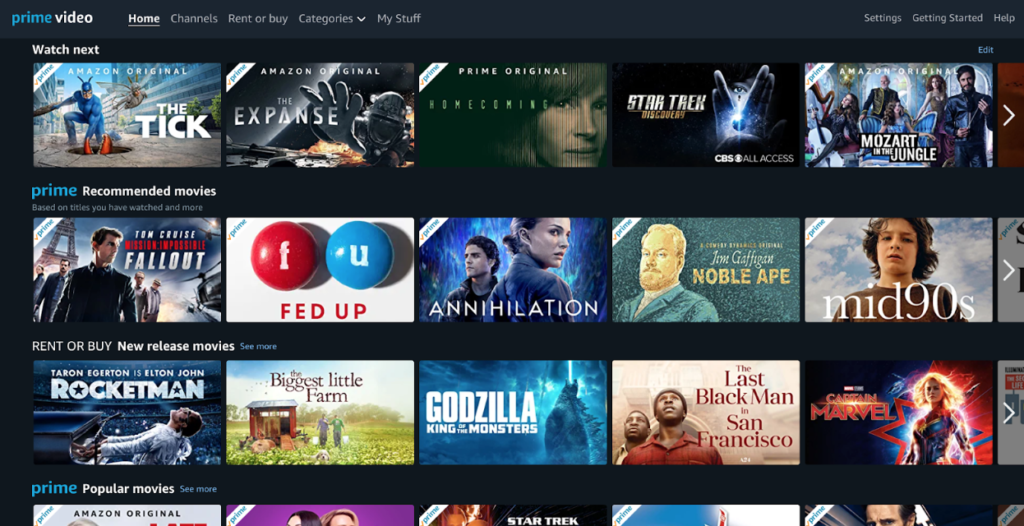 prime video
Home Channels Rent or buy Categories My Stuff
Settings Getting Started Help
Watch next
Edit
prime
AMAZON ORIGINAL
THE
TICK
prime
AMAZON ORIGINAL
THE
EXPANSE
prime
PRIME ORIGINAL
HOMECOMING
STAR TREK
DISCOVERY
CBS ALL ACCESS
prime
AMAZON ORIGINAL
MOZART
IN THE JUNGLE
prime Recommended movies
Based on titles you have watched and more
prime
TOM CRUISE
MISSION:IMPOSSIBLE
FALLOUT
prime
f u
FED UP
prime
ANNIHILATION
prime
A COMEDY DYNAMICS ORIGINAL
Jim Gaffigan
NOBLE APE
prime
mid90s
RENT OR BUY New release movies See more
TARON EGERTON IS ELTON JOHN
ROCKETMAN
the
Biggest little
Farm
GODZILLA
KING OF THE MONSTERS
The
Last
Black Man
in
San
Francisco
A24
MARVEL STUDIOS
CAPTAIN
MARVEL
prime Popular movies See more
prime
AMAZON ORIGINAL
prime
prime
STAR TREK
prime
prime